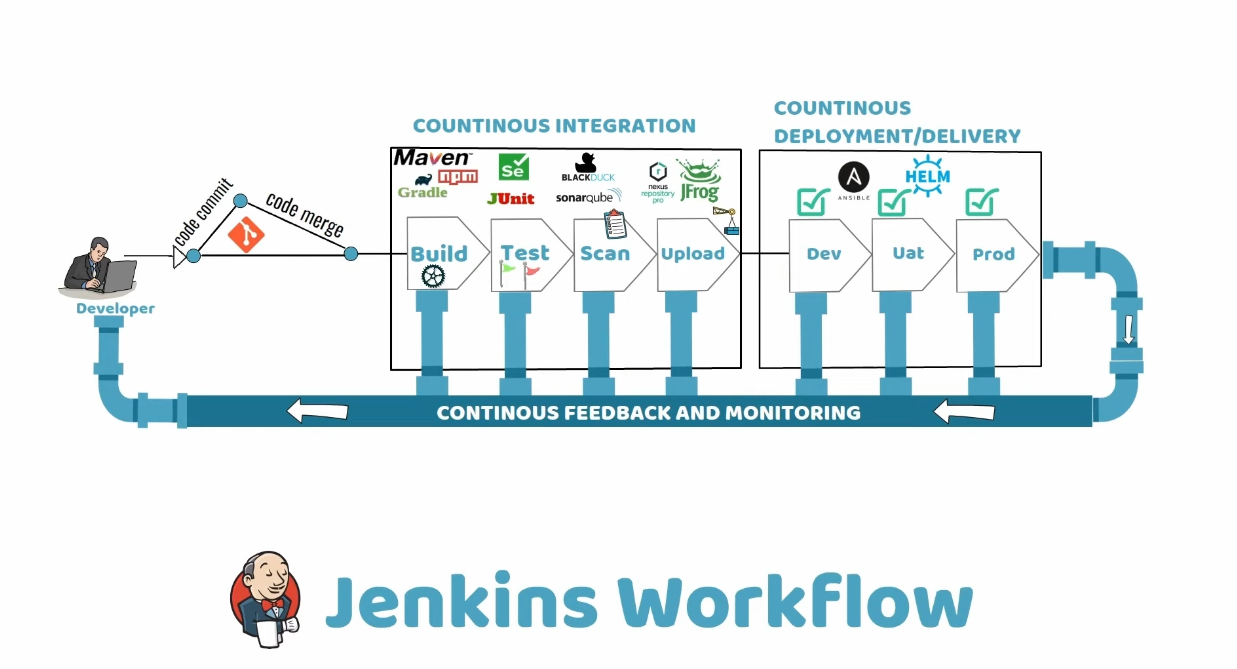 COUNTINOUS INTEGRATION
COUNTINOUS
DEPLOYMENT/DELIVERY
Maven™
npm
Gradle
Se
JUnit
BLACKDUCK
sonarqube
nexus
repository
pro
JFrog
ANSIBLE
HELM
code commit
code merge
Developer
Build
Test
Scan
Upload
Dev
Uat
Prod
CONTINOUS FEEDBACK AND MONITORING
Jenkins Workflow